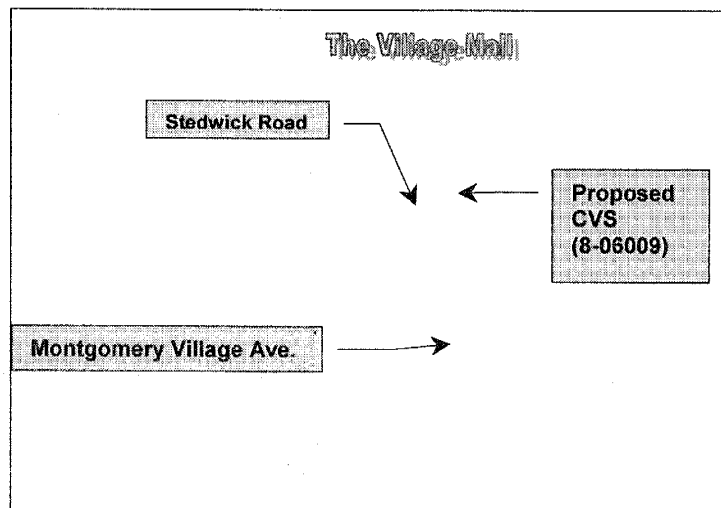 The Village Mall
Stedwick Road
Proposed
CVS
(8-06009)
Montgomery Village Ave.